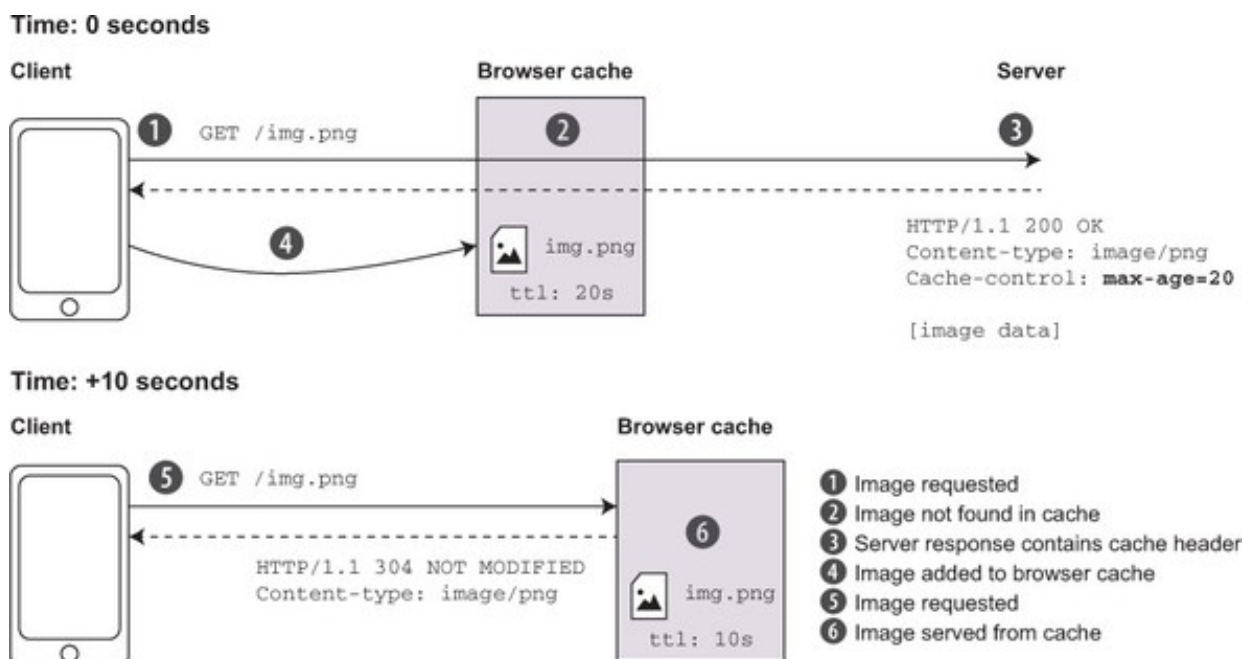 Time: 0 seconds
Client
Browser cache
Server
1 GET /img.png
2
3
4
img.png
ttl: 20s
HTTP/1.1 200 OK
Content-type: image/png
Cache-control: max-age=20
[image data]
Time: +10 seconds
Client
Browser cache
5 GET /img.png
6
HTTP/1.1 304 NOT MODIFIED
Content-type: image/png
img.png
ttl: 10s
1 Image requested
2 Image not found in cache
3 Server response contains cache header
4 Image added to browser cache
5 Image requested
6 Image served from cache